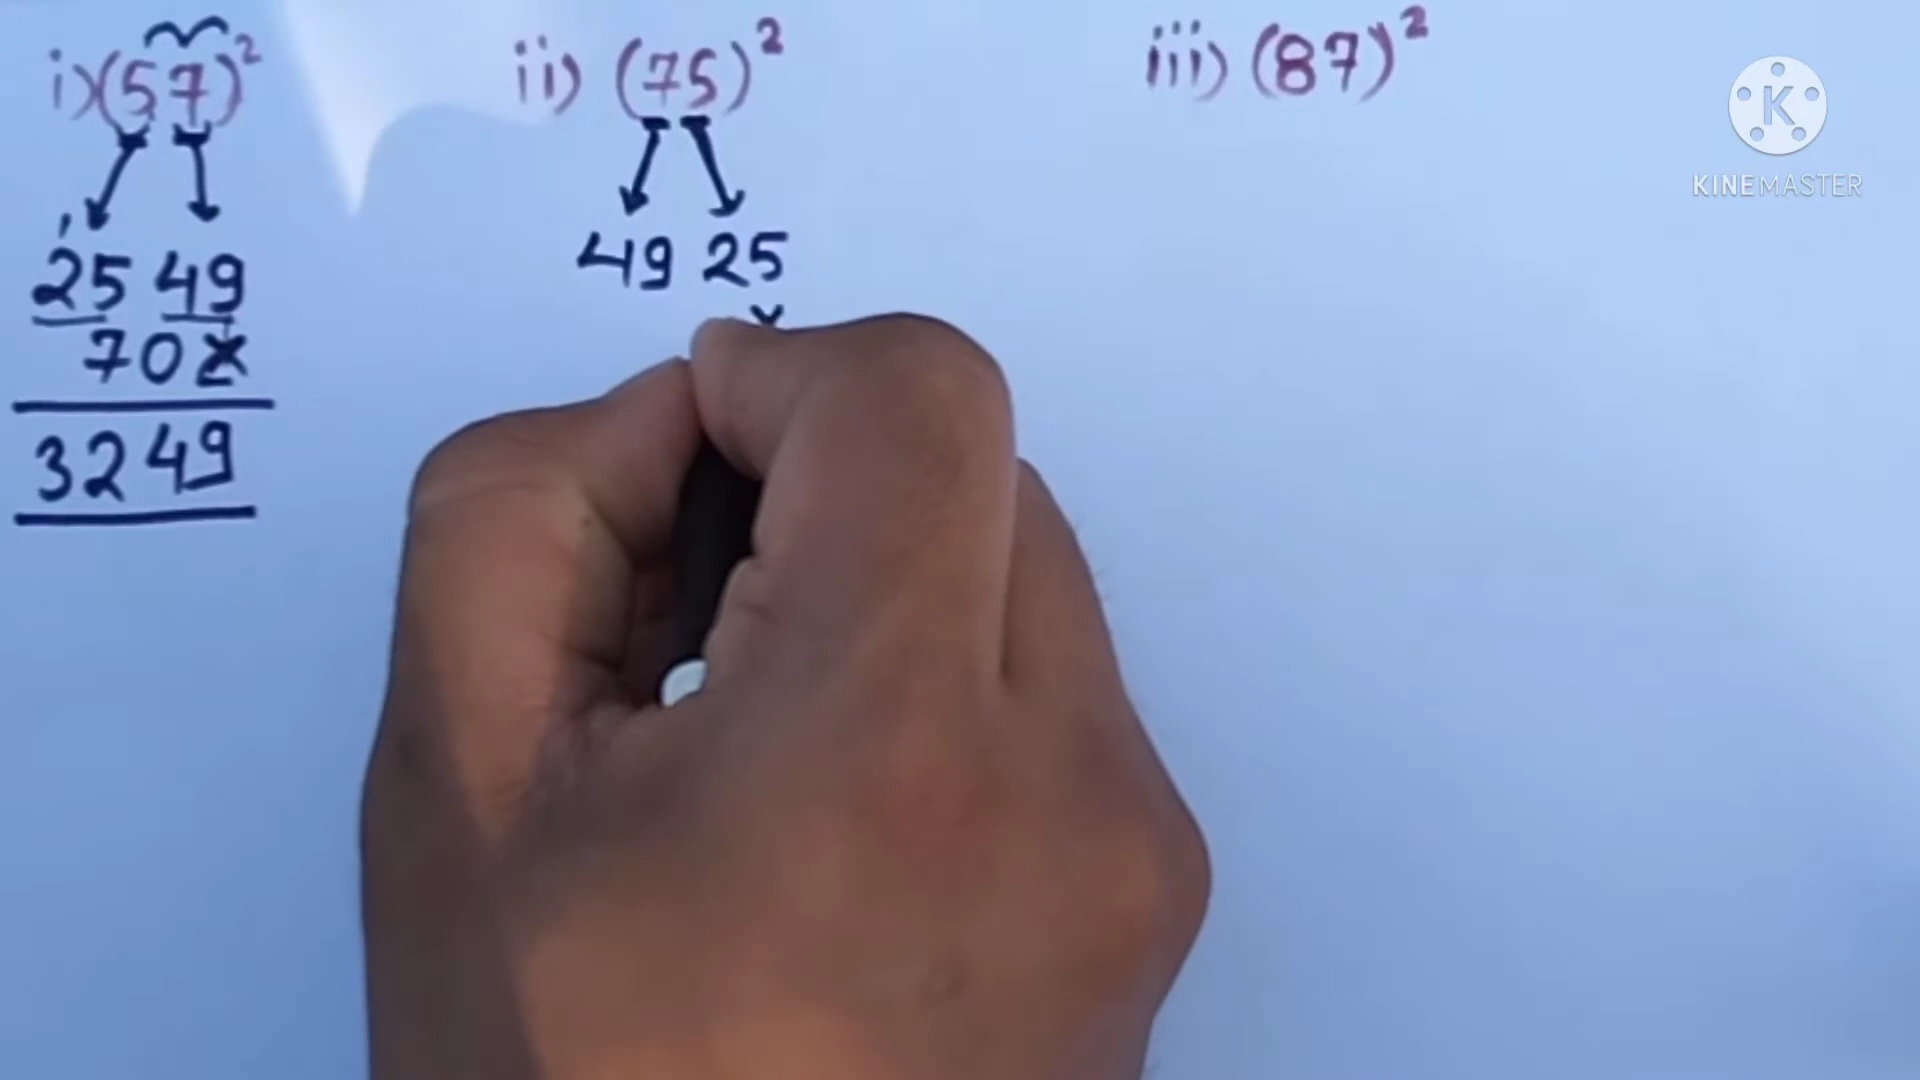 i) (57)² ii) (75)² iii) (87)²
25 49 49 25
70 × ×
3249
K
KINEMASTER